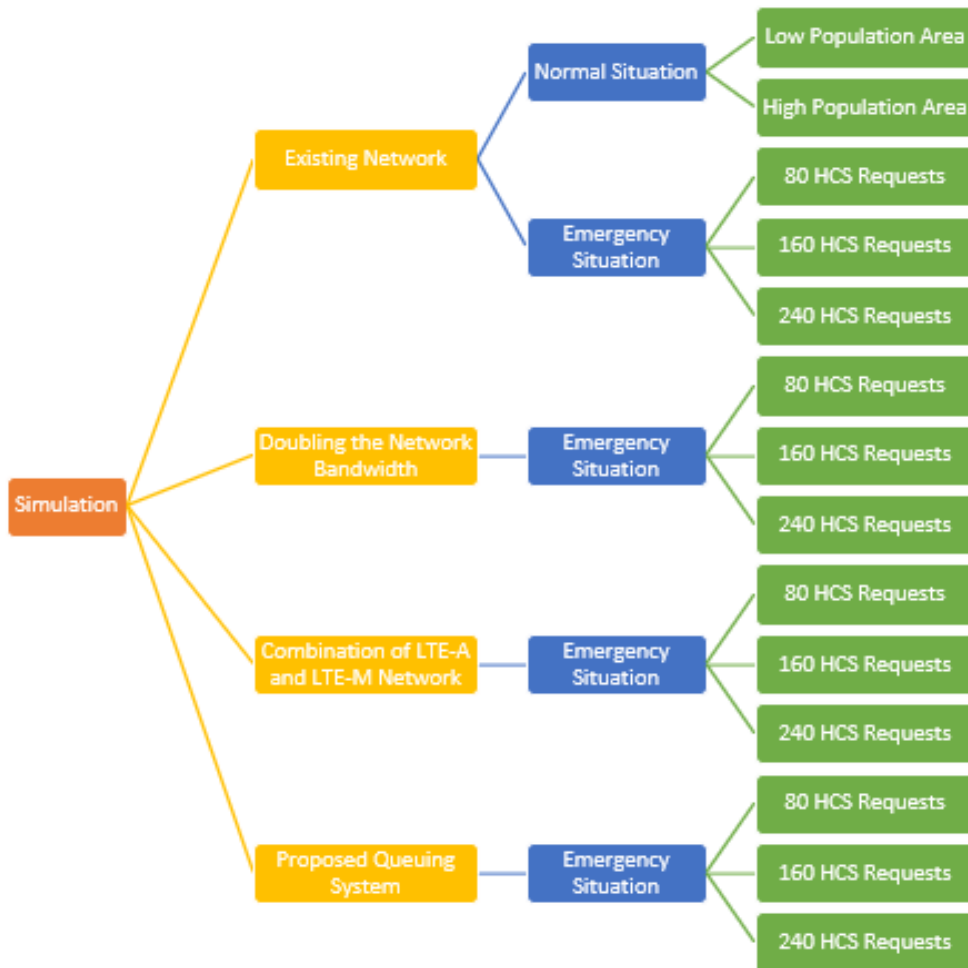 Simulation
Existing Network
Normal Situation
Low Population Area
High Population Area
Emergency
Situation
80 HCS Requests
160 HCS Requests
240 HCS Requests
Doubling the Network
Bandwidth
Emergency
Situation
80 HCS Requests
160 HCS Requests
240 HCS Requests
Combination of LTE-A
and LTE-M Network
Emergency
Situation
80 HCS Requests
160 HCS Requests
240 HCS Requests
Proposed Queuing
System
Emergency
Situation
80 HCS Requests
160 HCS Requests
240 HCS Requests